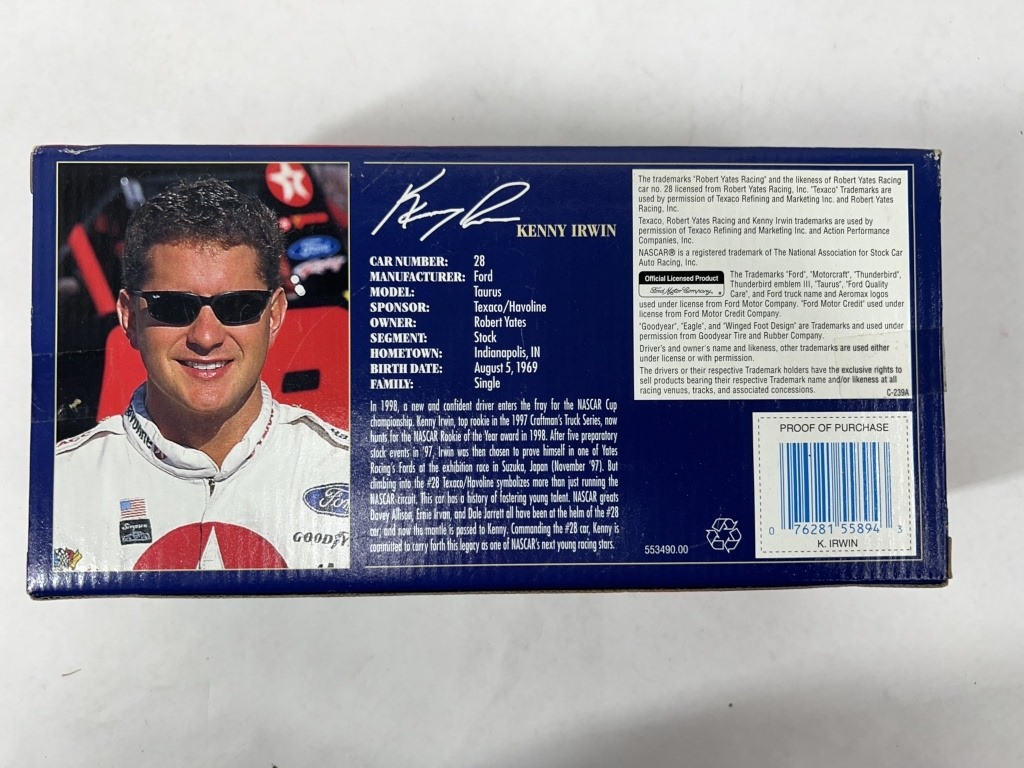 Kenny Irwin
KENNY IRWIN
CAR NUMBER: 28
MANUFACTURER: Ford
MODEL: Taurus
SPONSOR: Texaco/Havoline
OWNER: Robert Yates
SEGMENT: Stock
HOMETOWN: Indianapolis, IN
BIRTH DATE: August 5, 1969
FAMILY: Single
In 1998, a new and confident driver enters the fray for the NASCAR Cup
championship. Kenny Irwin, top rookie in the 1997 Craftman's Truck Series, now
hunts for the NASCAR Rookie of the Year award in 1998. After five preparatory
stock events in '97, Irwin was then chosen to prove himself in one of Yates
Racing's Fords at the exhibition race in Suzuka, Japan (November '97). But
climbing into the #28 Texaco/Havoline symbolizes more than just running the
NASCAR circuit. This car has a history of fostering young talent. NASCAR greats
Davey Allison, Ernie Irvan, and Dale Jarrett all have been at the helm of the #28
car, and now the mantle is passed to Kenny. Commanding the #28 car, Kenny is
committed to carry forth this legacy as one of NASCAR's next young racing stars.
The trademarks "Robert Yates Racing" and the likeness of Robert Yates Racing
car no. 28 licensed from Robert Yates Racing, Inc. "Texaco" Trademarks are
used by permission of Texaco Refining and Marketing Inc. and Robert Yates
Racing, Inc.
Texaco, Robert Yates Racing and Kenny Irwin trademarks are used by
permission of Texaco Refining and Marketing Inc. and Action Performance
Companies, Inc.
NASCAR® is a registered trademark of The National Association for Stock Car
Auto Racing, Inc.
Official Licensed Product
Ford Motor Company
The Trademarks "Ford", "Motorcraft", "Thunderbird",
Thunderbird emblem III, "Taurus", "Ford Quality
Care", and Ford truck name and Aeromax logos
used under license from Ford Motor Company. "Ford Motor Credit" used under
license from Ford Motor Credit Company.
"Goodyear", "Eagle", and "Winged Foot Design" are Trademarks and used under
permission from Goodyear Tire and Rubber Company.
Driver's and owner's name and likeness, other trademarks are used either
under license or with permission.
The drivers or their respective Trademark holders have the exclusive rights to
sell products bearing their respective Trademark name and/or likeness at all
racing venues, tracks, and associated concessions.
C-239A
553490.00
PROOF OF PURCHASE
0 76281 55894 3
K. IRWIN
Ford
Ford
Simpson
GOODYE